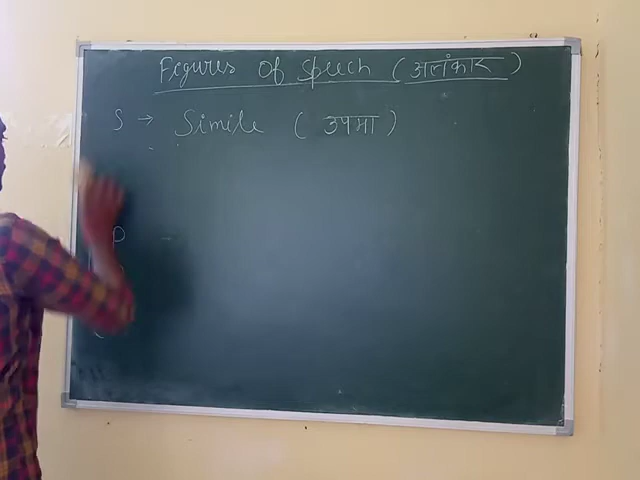 Figures of Speech (अलंकार)
S → Simile (उपमा)
P